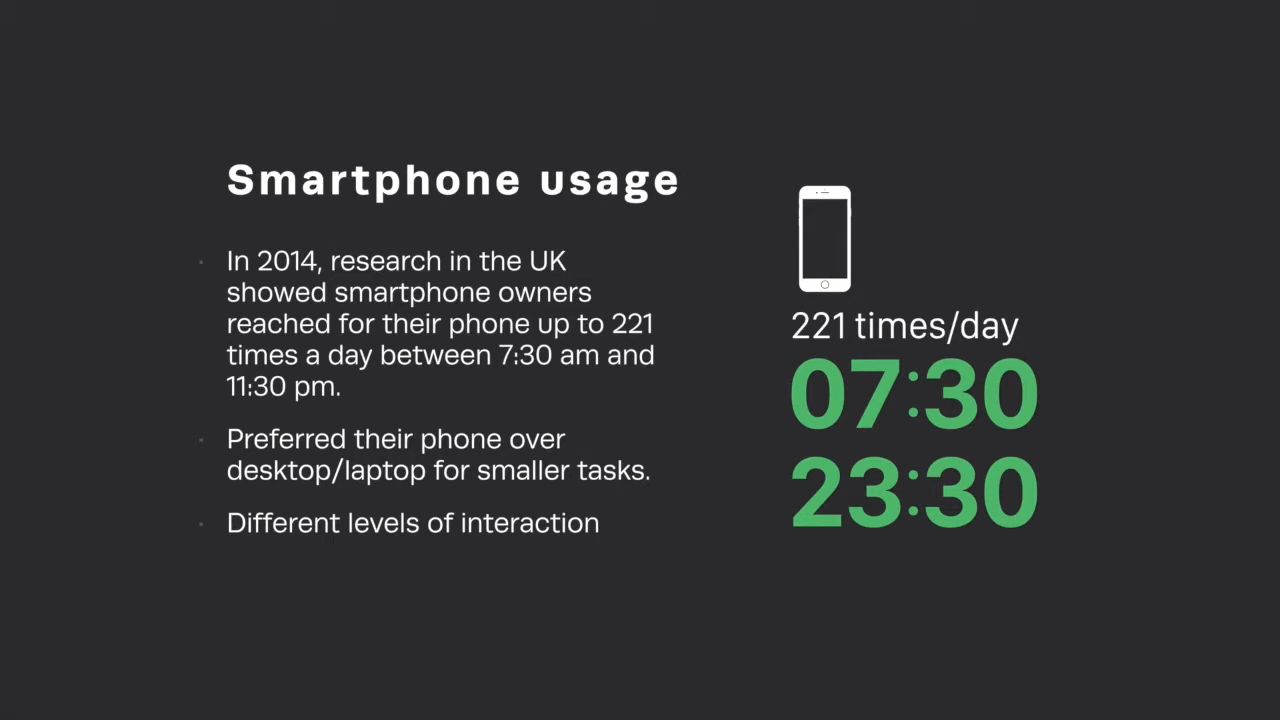 Smartphone usage
In 2014, research in the UK
showed smartphone owners
reached for their phone up to 221
times a day between 7:30 am and
11:30 pm.
Preferred their phone over
desktop/laptop for smaller tasks.
Different levels of interaction
221 times/day
07:30
23:30